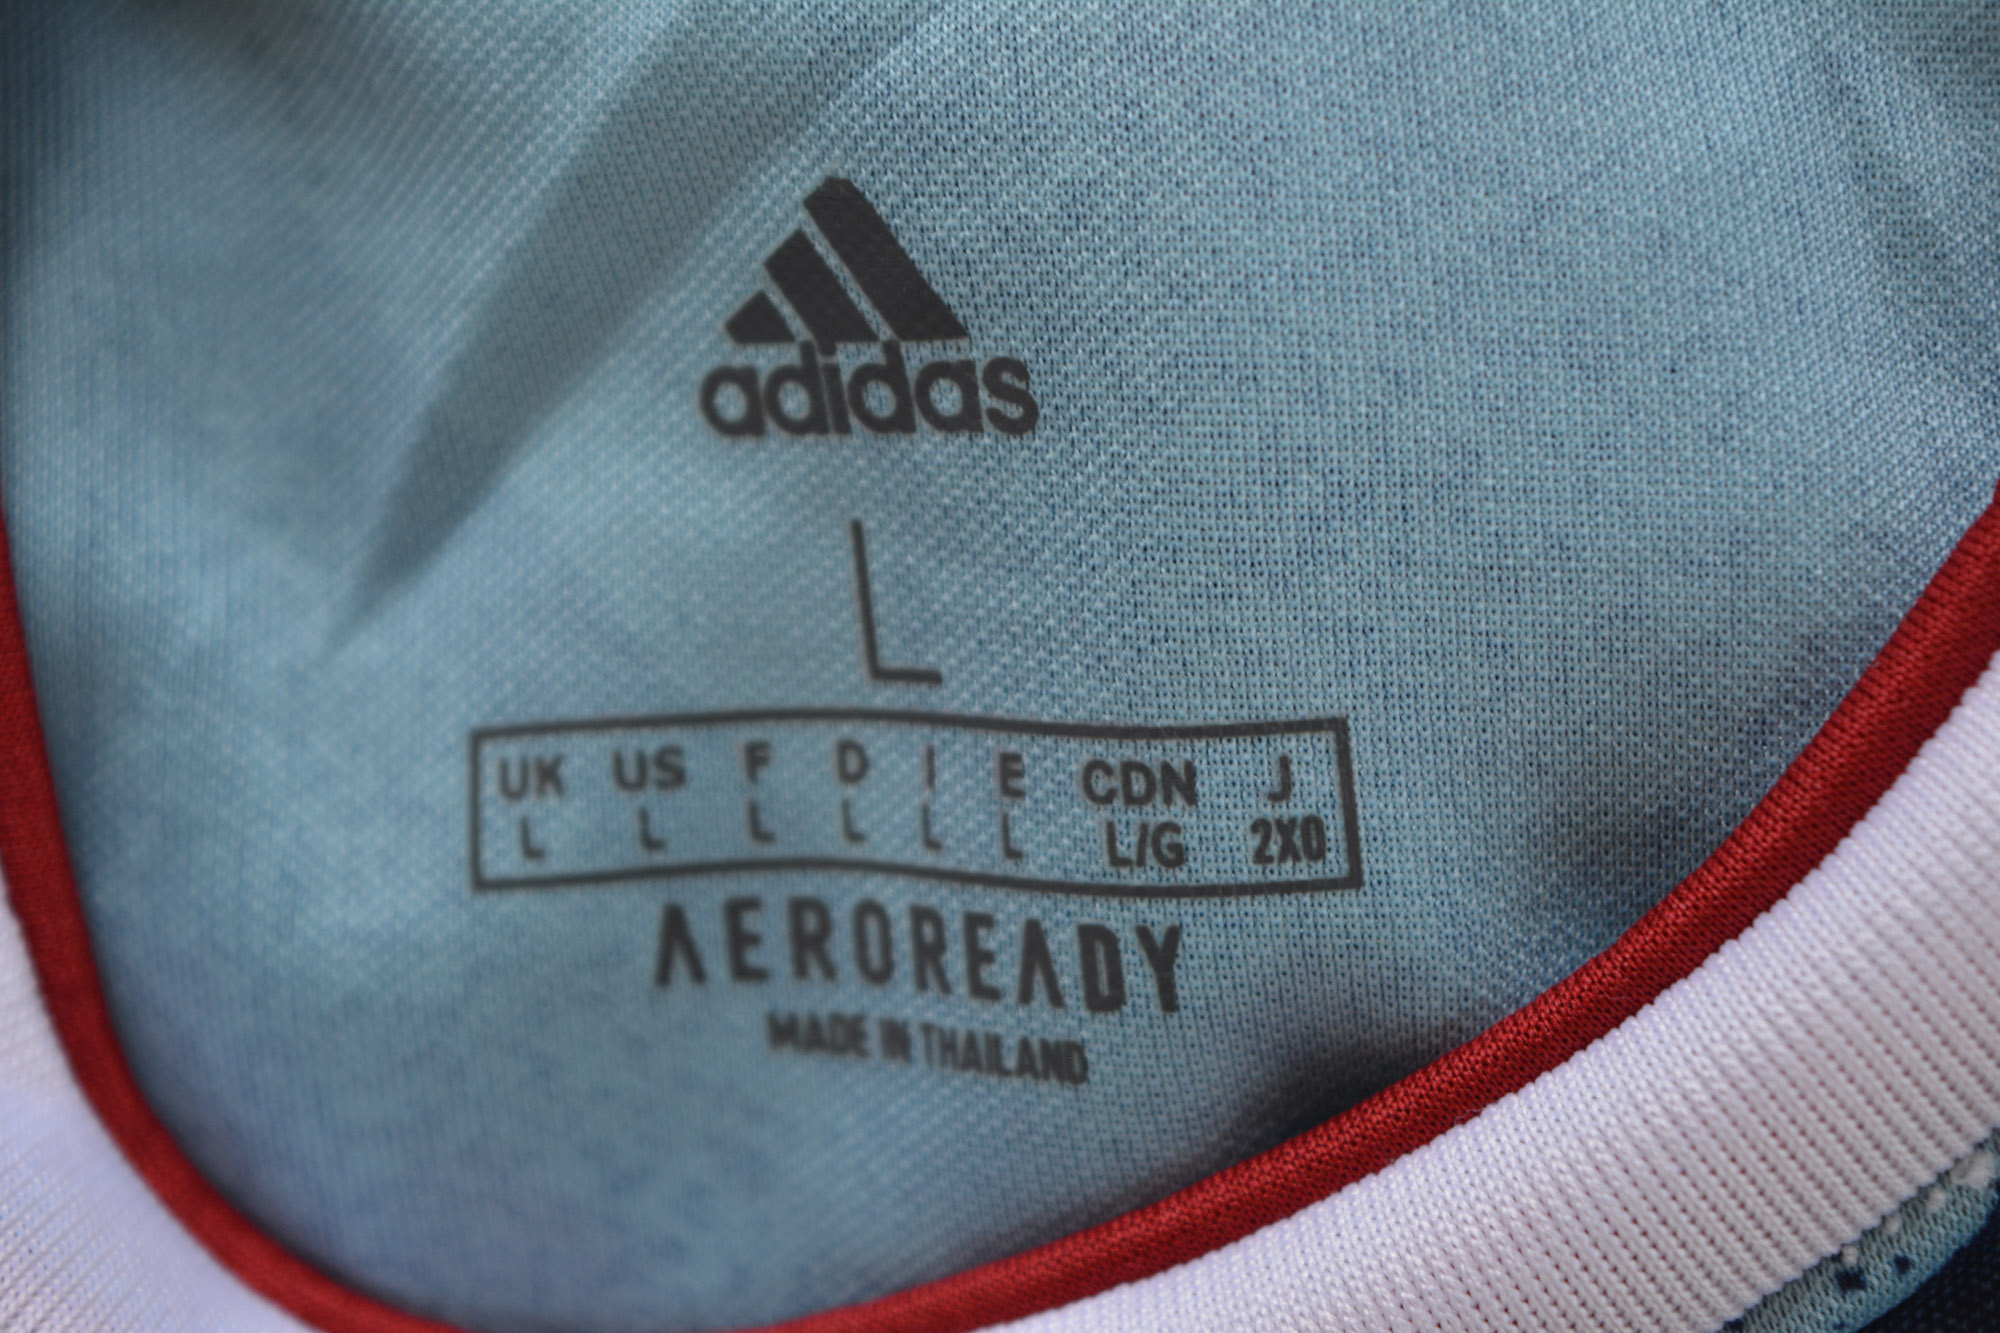 adidas
L
UK US F D I E CDN J
L L L L L L L/G 2XO
AEROREADY
MADE IN THAILAND